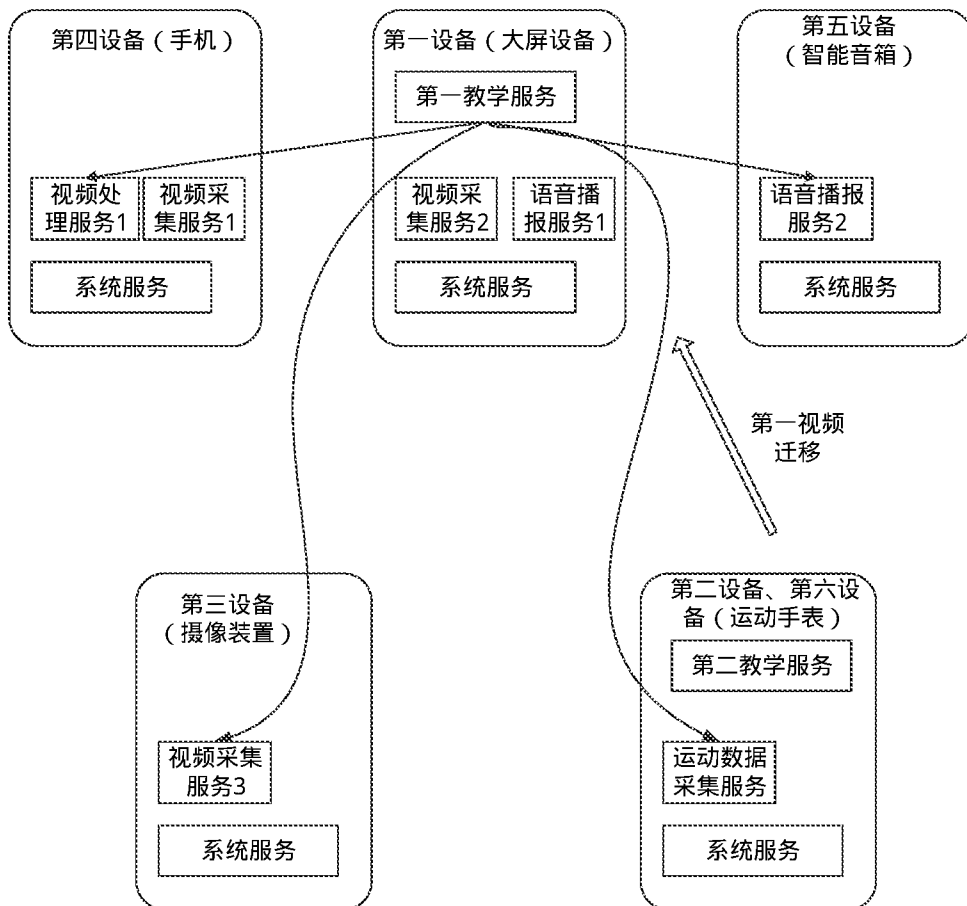 第四设备（手机）
视频处
理服务1
视频采
集服务1
系统服务
第一设备（大屏设备）
第一教学服务
视频采
集服务2
语音播
报服务1
系统服务
第五设备
（智能音箱）
语音播报
服务2
系统服务
第一视频
迁移
第三设备
（摄像装置）
视频采集
服务3
系统服务
第二设备、第六设
备（运动手表）
第二教学服务
运动数据
采集服务
系统服务